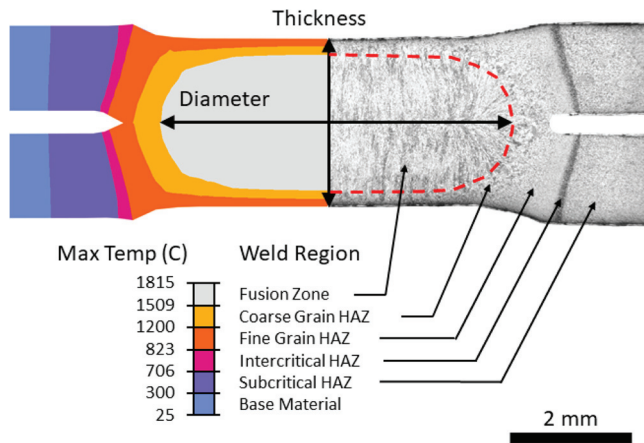 Thickness
Diameter
Max Temp (C) Weld Region
1815
1509
1200
823
706
300
25
Fusion Zone
Coarse Grain HAZ
Fine Grain HAZ
Intercritical HAZ
Subcritical HAZ
Base Material
2 mm